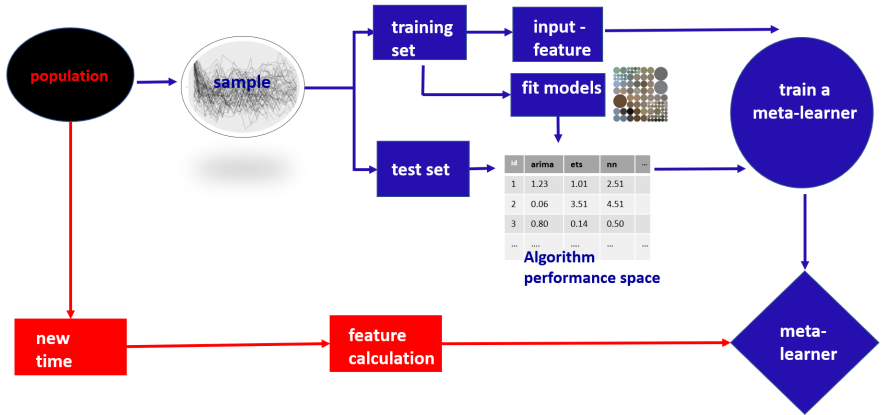 population
sample
training
set
input -
feature
fit models
test set
train a
meta-learner
id arima ets nn ...
1 1.23 1.01 2.51
2 0.06 3.51 4.51
3 0.80 0.14 0.50
... .... .... ... ...
Algorithm
performance space
new
time
feature
calculation
meta-
learner